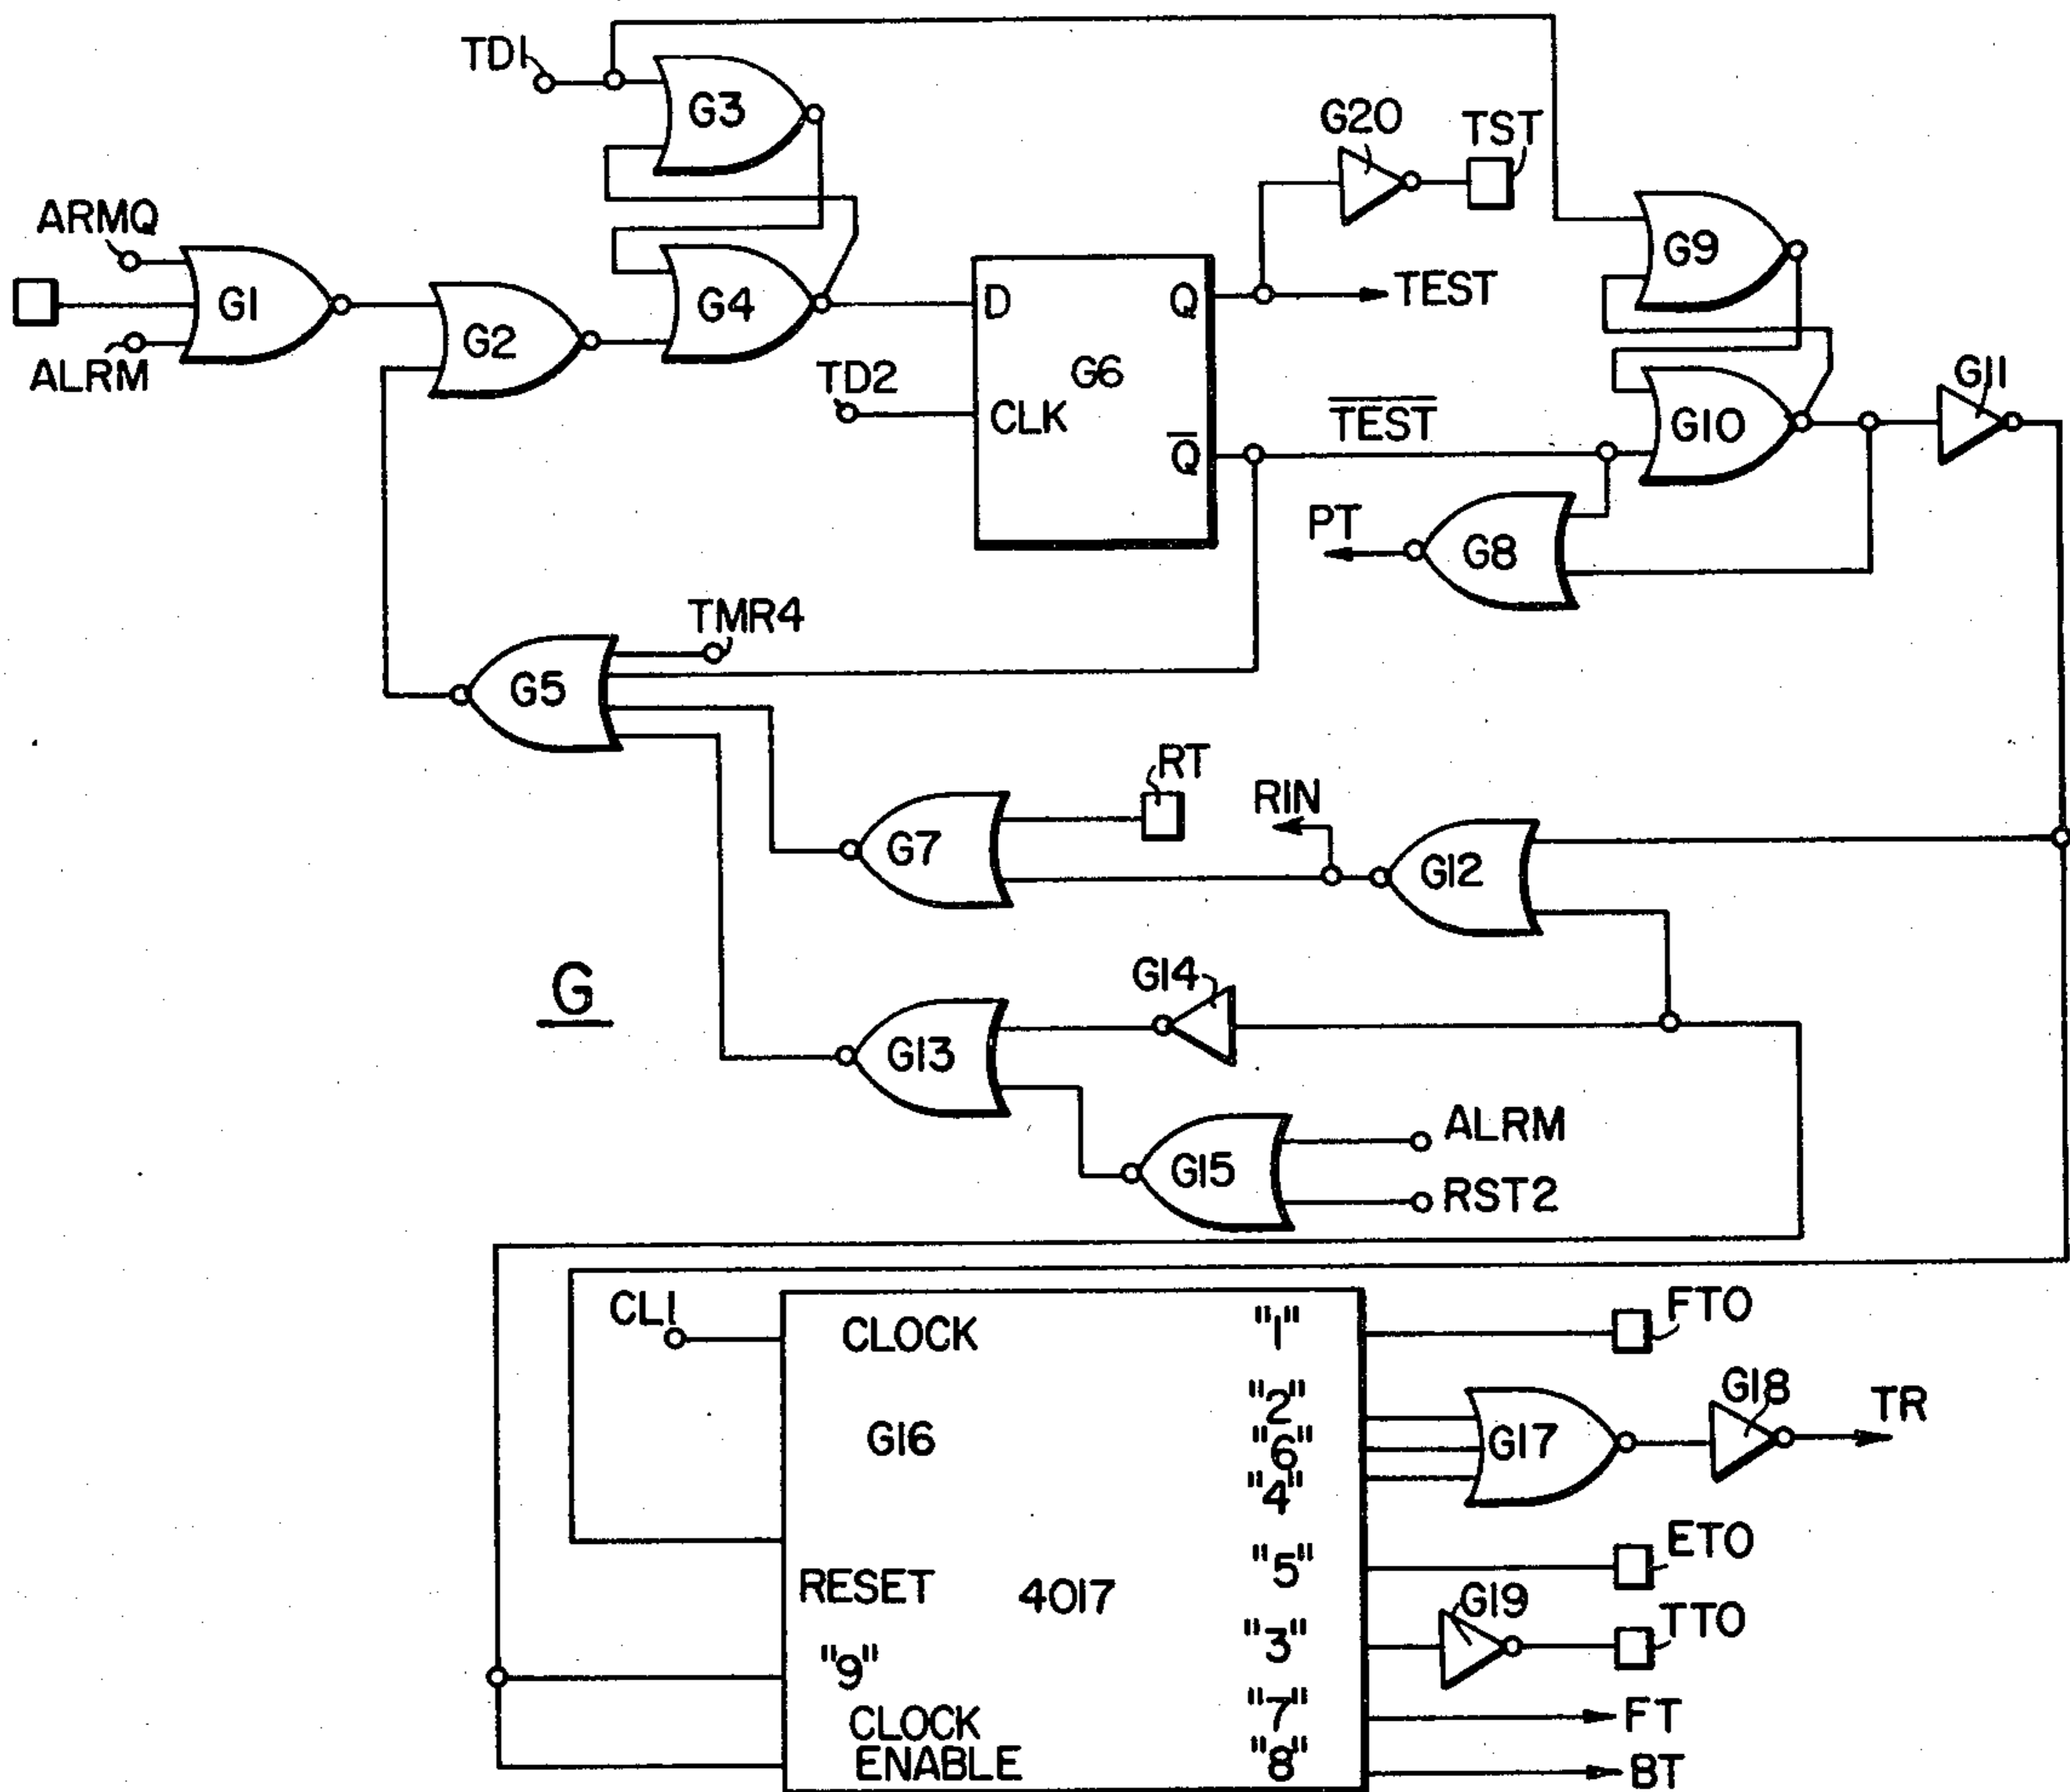 TD1
G3
G20
TST
ARMQ
G1
ALRM
G2
G4
D
Q
TEST
G9
TD2
G6
CLK
TEST
Q
G10
G11
PT
G8
TMR4
G5
RT
RIN
G7
G12
G
G14
G13
ALRM
G15
RST2
CL1
CLOCK
"1"
FTO
"2"
G18
TR
G16
"6"
G17
"4"
ETO
"5"
RESET
4017
G19
TTO
"3"
"9"
"7"
FT
CLOCK
ENABLE
"8"
BT